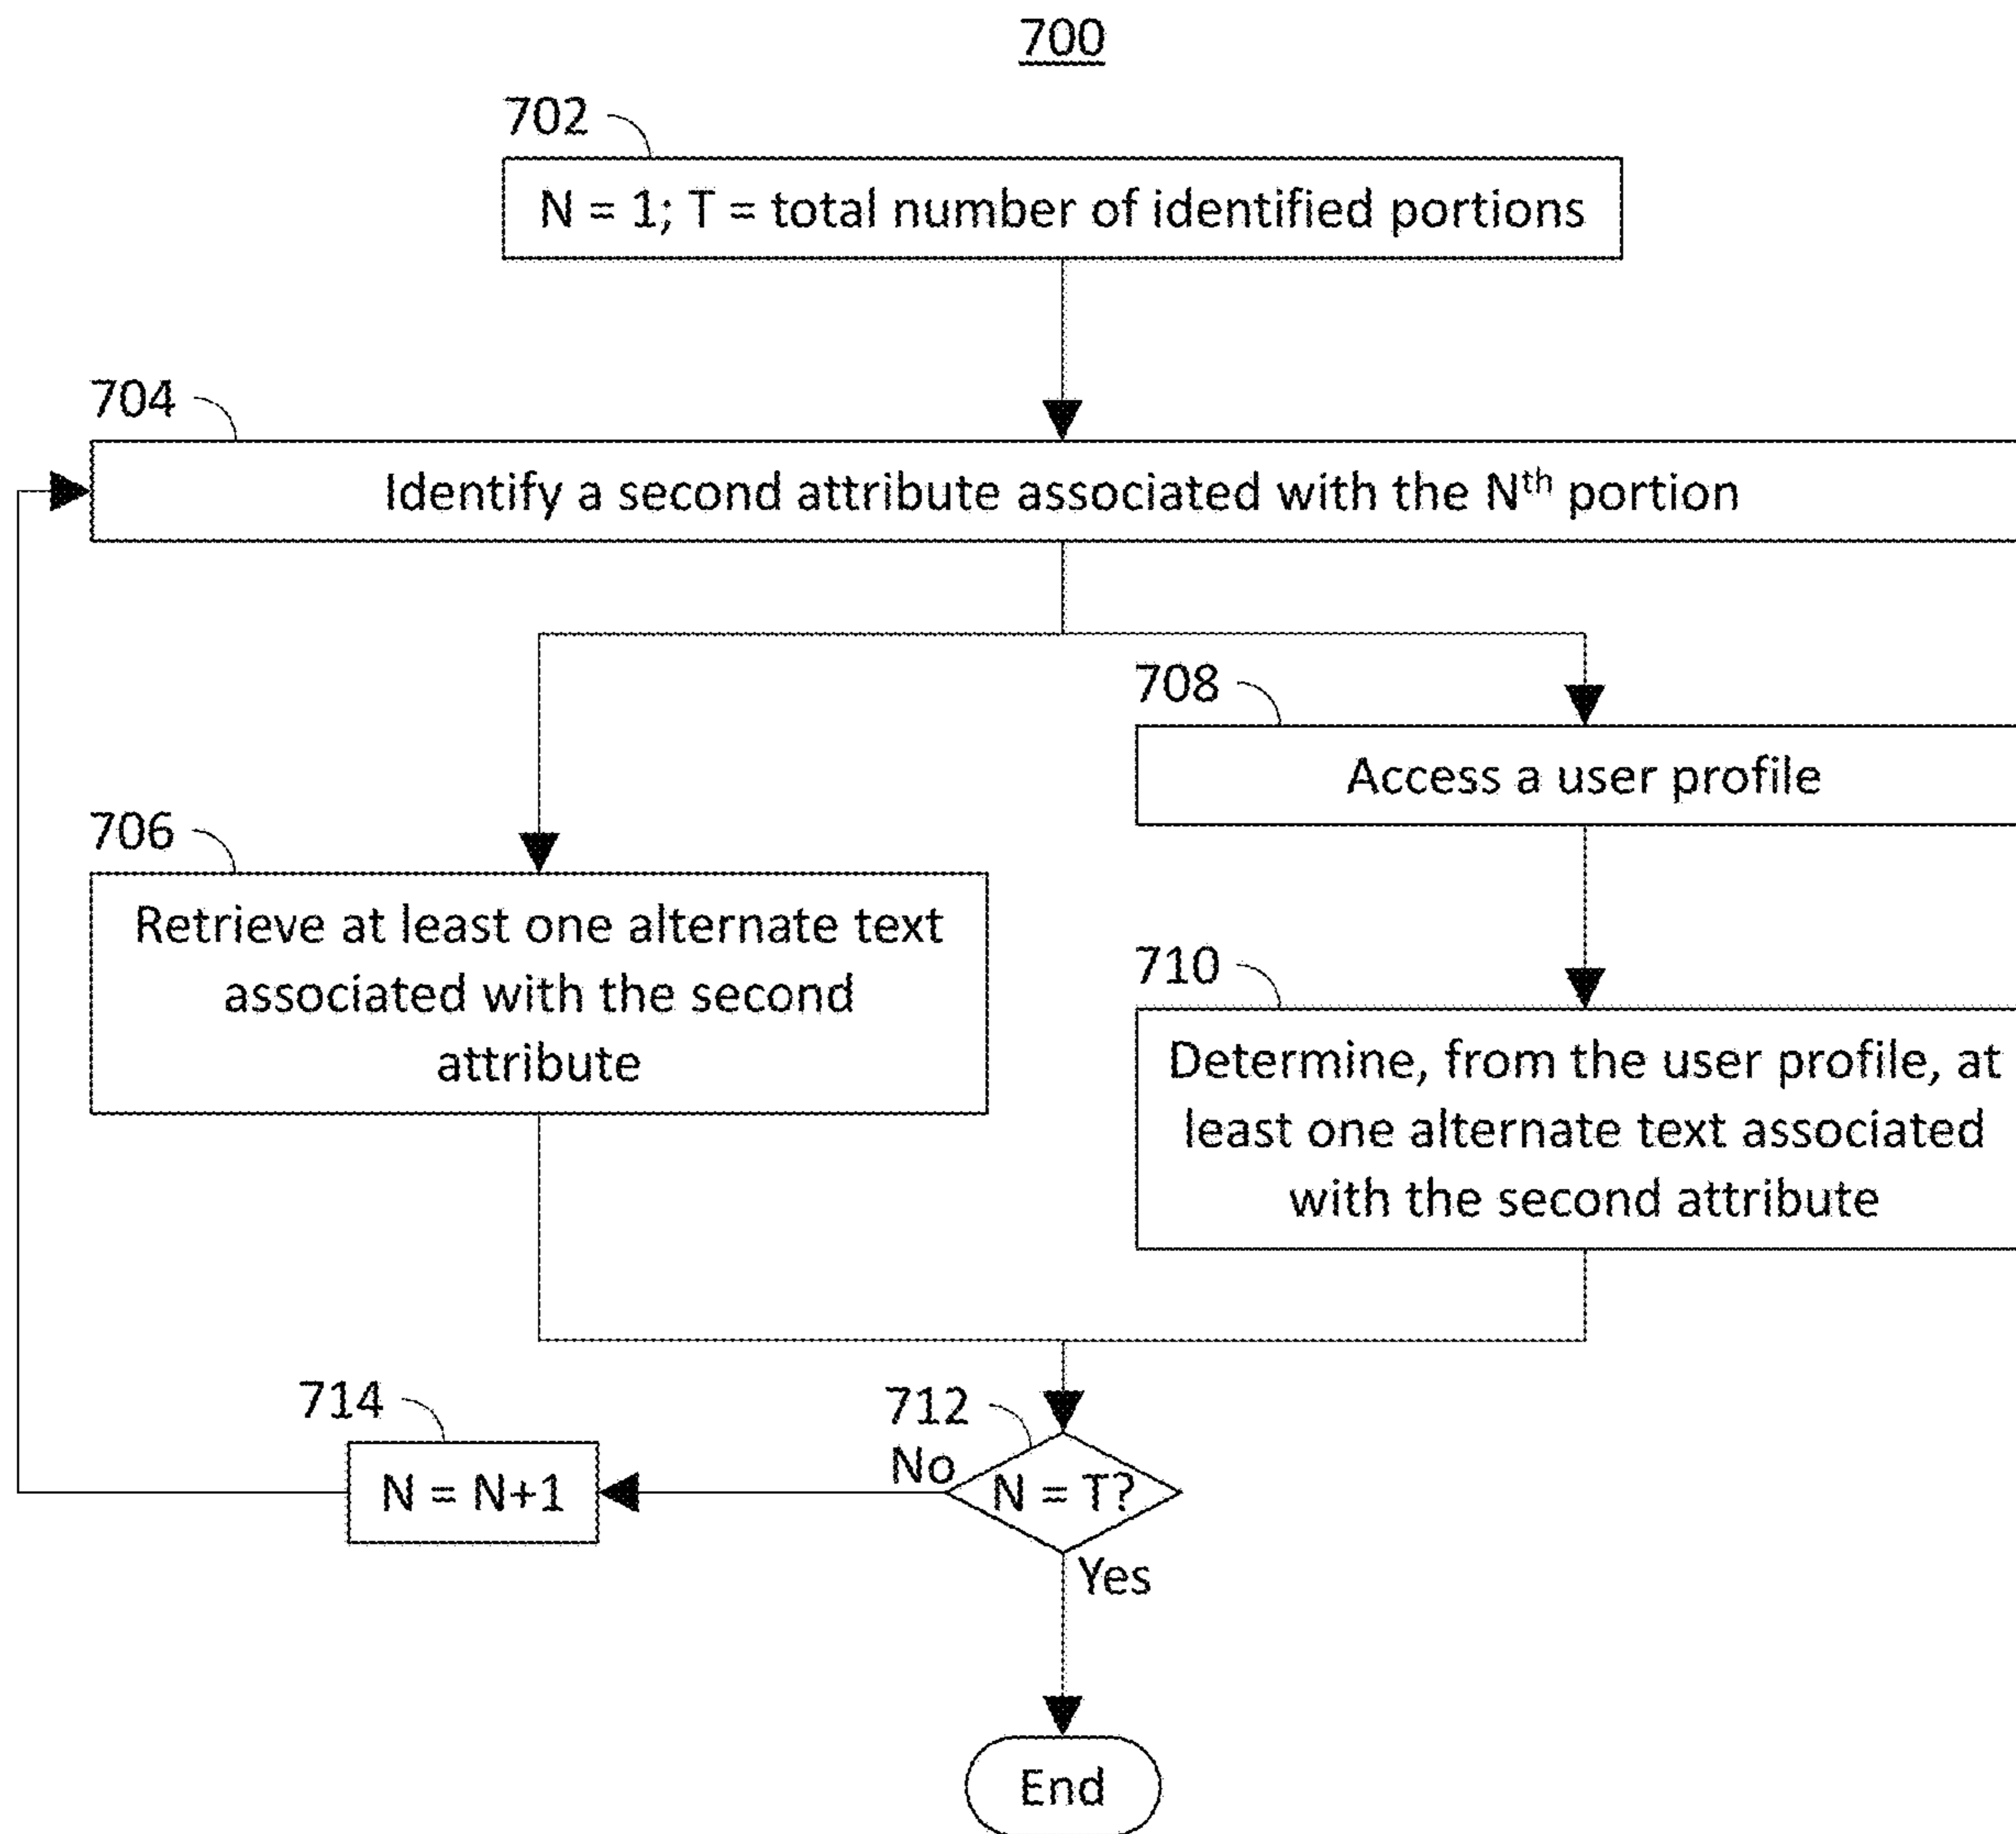 700
702
N = 1; T = total number of identified portions
704
Identify a second attribute associated with the Nth portion
708
Access a user profile
706
Retrieve at least one alternate text
associated with the second
attribute
710
Determine, from the user profile, at
least one alternate text associated
with the second attribute
714
N = N+1
712
No
N = T?
Yes
End